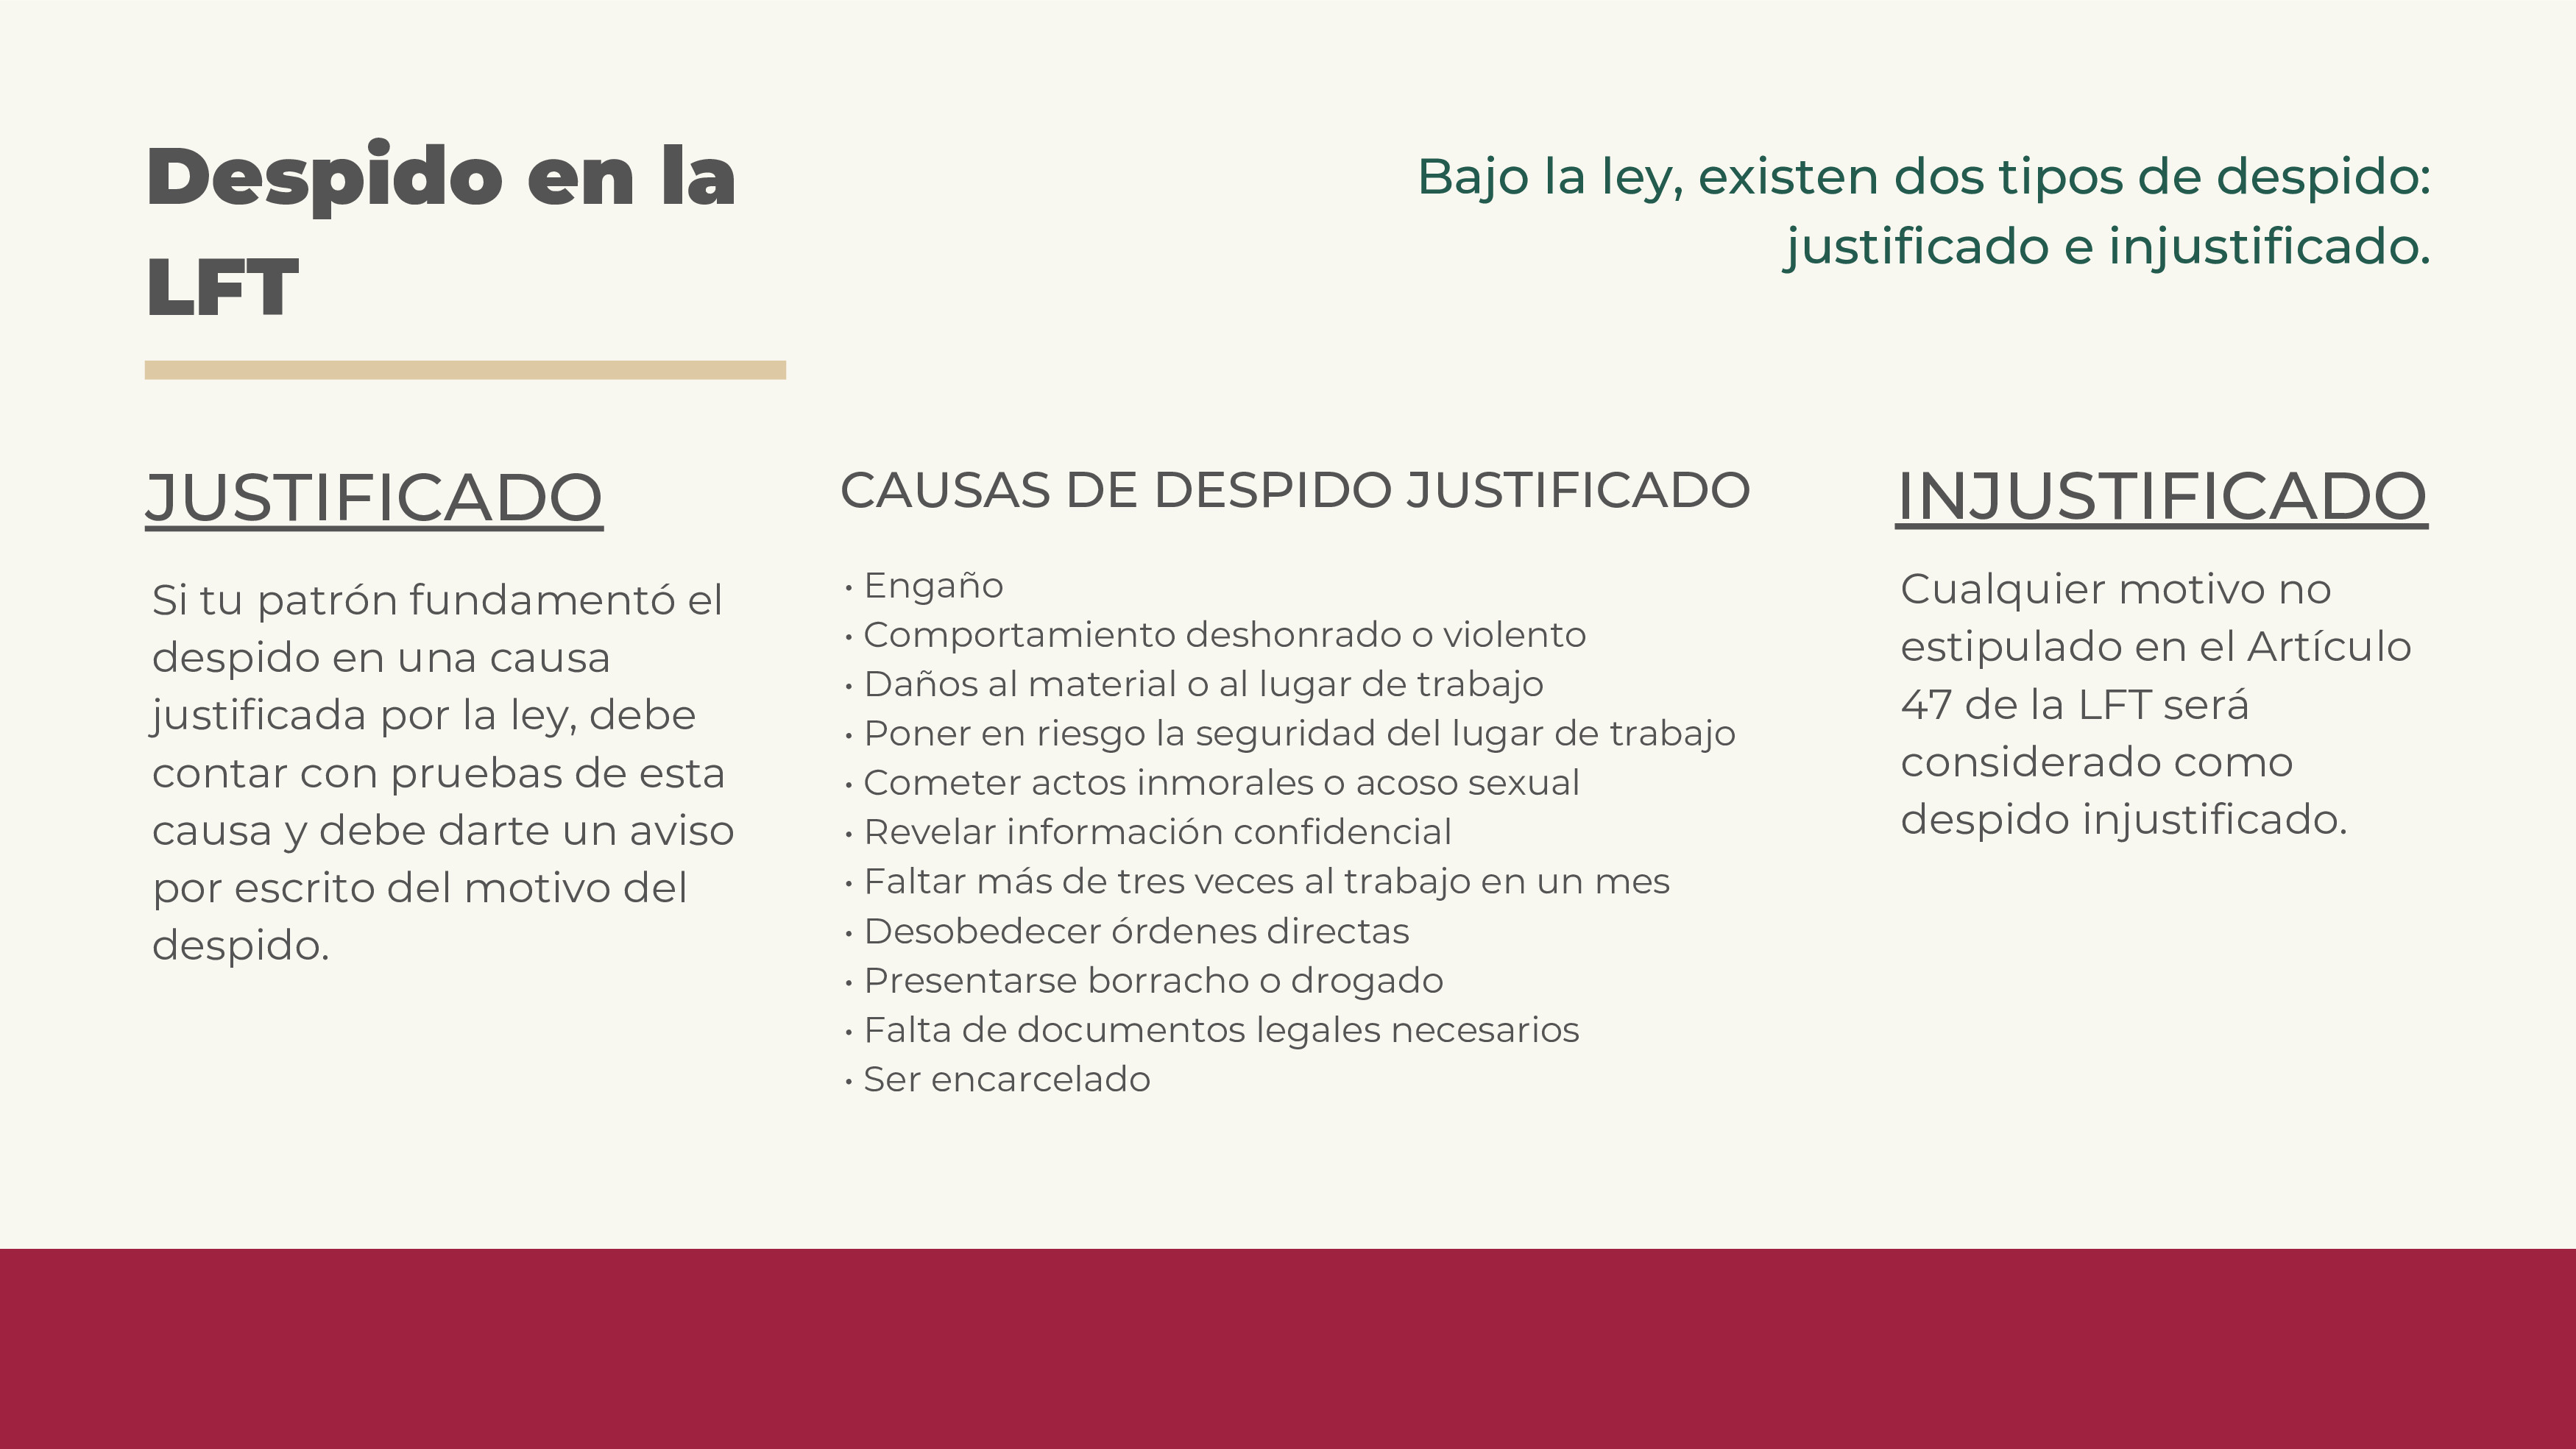 Despido en la
LFT
Bajo la ley, existen dos tipos de despido:
justificado e injustificado.
JUSTIFICADO
Si tu patrón fundamentó el
despido en una causa
justificada por la ley, debe
contar con pruebas de esta
causa y debe darte un aviso
por escrito del motivo del
despido.
CAUSAS DE DESPIDO JUSTIFICADO
• Engaño
• Comportamiento deshonrado o violento
• Daños al material o al lugar de trabajo
• Poner en riesgo la seguridad del lugar de trabajo
• Cometer actos inmorales o acoso sexual
• Revelar información confidencial
• Faltar más de tres veces al trabajo en un mes
• Desobedecer órdenes directas
• Presentarse borracho o drogado
• Falta de documentos legales necesarios
• Ser encarcelado
INJUSTIFICADO
Cualquier motivo no
estipulado en el Artículo
47 de la LFT será
considerado como
despido injustificado.